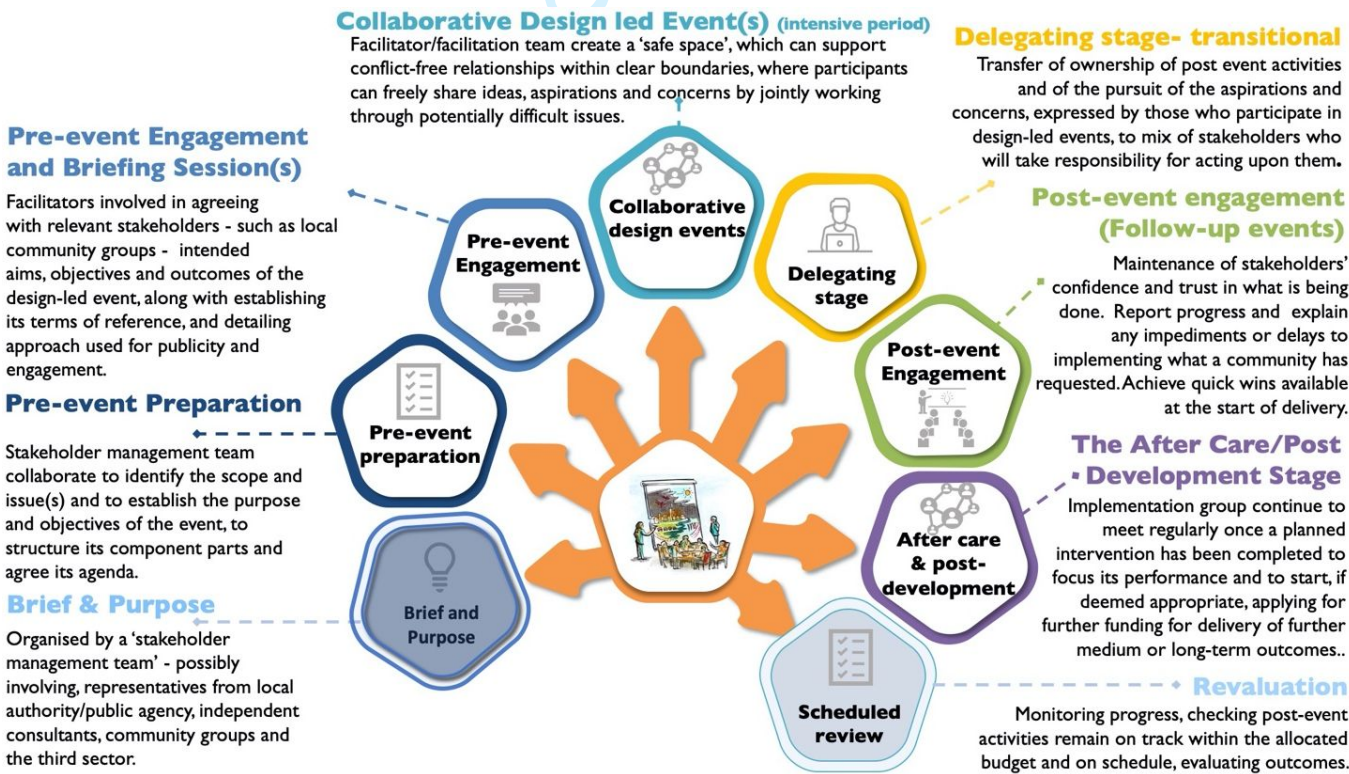 Collaborative Design led Event(s) (intensive period)
Facilitator/facilitation team create a ‘safe space’, which can support
conflict-free relationships within clear boundaries, where participants
can freely share ideas, aspirations and concerns by jointly working
through potentially difficult issues.
Delegating stage- transitional
Transfer of ownership of post event activities
and of the pursuit of the aspirations and
concerns, expressed by those who participate in
design-led events, to mix of stakeholders who
will take responsibility for acting upon them.
Pre-event Engagement
and Briefing Session(s)
Facilitators involved in agreeing
with relevant stakeholders - such as local
community groups - intended
aims, objectives and outcomes of the
design-led event, along with establishing
its terms of reference, and detailing
approach used for publicity and
engagement.
Post-event engagement
(Follow-up events)
Maintenance of stakeholders’
confidence and trust in what is being
done. Report progress and explain
any impediments or delays to
implementing what a community has
requested. Achieve quick wins available
at the start of delivery.
Pre-event Preparation
Stakeholder management team
collaborate to identify the scope and
issue(s) and to establish the purpose
and objectives of the event, to
structure its component parts and
agree its agenda.
The After Care/Post
Development Stage
Implementation group continue to
meet regularly once a planned
intervention has been completed to
focus its performance and to start, if
deemed appropriate, applying for
further funding for delivery of further
medium or long-term outcomes..
Brief & Purpose
Organised by a ‘stakeholder
management team’ - possibly
involving, representatives from local
authority/public agency, independent
consultants, community groups and
the third sector.
Revaluation
Monitoring progress, checking post-event
activities remain on track within the allocated
budget and on schedule, evaluating outcomes.
Brief and
Purpose
Pre-event
preparation
Pre-event
Engagement
Collaborative
design events
Delegating
stage
Post-event
Engagement
After care
& post-
development
Scheduled
review